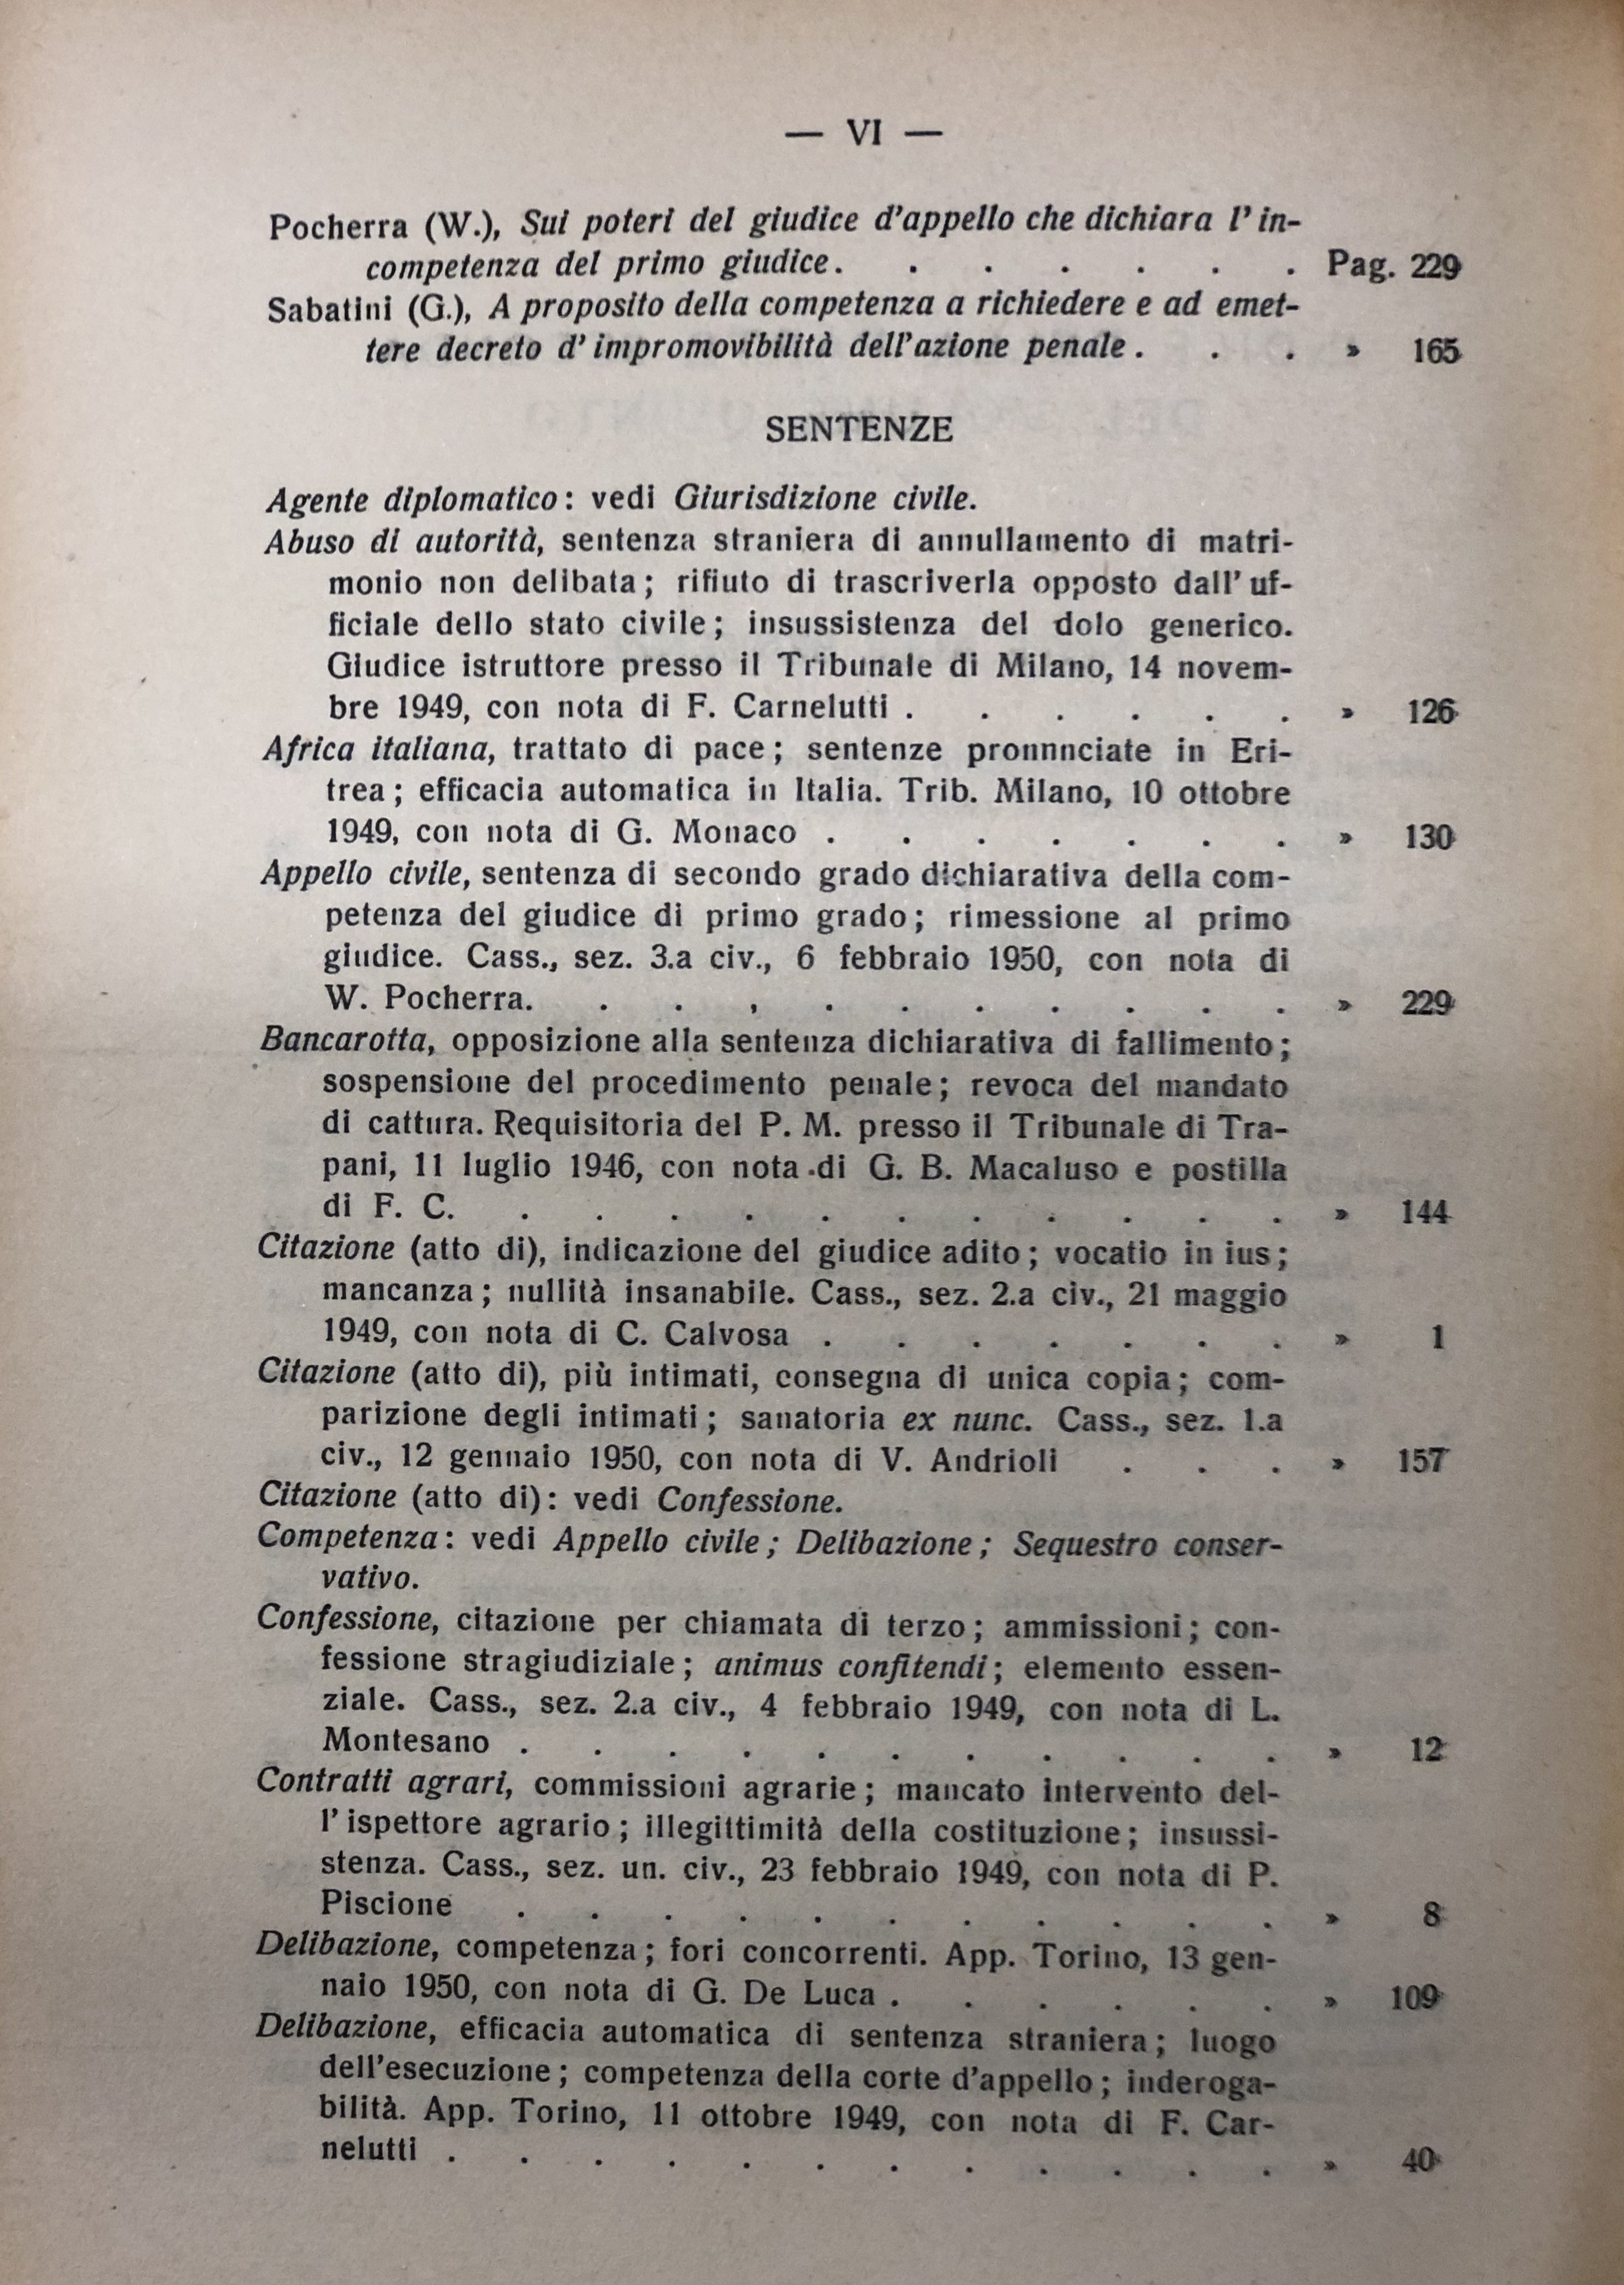 — VI —
Pocherra (W.), Sui poteri del giudice d'appello che dichiara l' in-
competenza del primo giudice. . . . . . . Pag. 229
Sabatini (G.), A proposito della competenza a richiedere e ad emet-
tere decreto d' impromovibilità dell'azione penale . . . » 165
SENTENZE
Agente diplomatico : vedi Giurisdizione civile.
Abuso di autorità, sentenza straniera di annullamento di matri-
monio non delibata ; rifiuto di trascriverla opposto dall' uf-
ficiale dello stato civile ; insussistenza del dolo generico.
Giudice istruttore presso il Tribunale di Milano, 14 novem-
bre 1949, con nota di F. Carnelutti . . . . . . » 126
Africa italiana, trattato di pace ; sentenze pronnnciate in Eri-
trea ; efficacia automatica in Italia. Trib. Milano, 10 ottobre
1949, con nota di G. Monaco . . . . . . . » 130
Appello civile, sentenza di secondo grado dichiarativa della com-
petenza del giudice di primo grado ; rimessione al primo
giudice. Cass., sez. 3.a civ., 6 febbraio 1950, con nota di
W. Pocherra. . . , . . . . . . . » 229
Bancarotta, opposizione alla sentenza dichiarativa di fallimento ;
sospensione del procedimento penale ; revoca del mandato
di cattura. Requisitoria del P. M. presso il Tribunale di Tra-
pani, 11 luglio 1946, con nota di G. B. Macaluso e postilla
di F. C. . . . . . . . . . . . » 144
Citazione (atto di), indicazione del giudice adito ; vocatio in ius ;
mancanza ; nullità insanabile. Cass., sez. 2.a civ., 21 maggio
1949, con nota di C. Calvosa . . . . . . . » 1
Citazione (atto di), più intimati, consegna di unica copia ; com-
parizione degli intimati ; sanatoria ex nunc. Cass., sez. 1.a
civ., 12 gennaio 1950, con nota di V. Andrioli . . . » 157
Citazione (atto di) : vedi Confessione.
Competenza : vedi Appello civile ; Delibazione ; Sequestro conser-
vativo.
Confessione, citazione per chiamata di terzo ; ammissioni ; con-
fessione stragiudiziale ; animus confitendi ; elemento essen-
ziale. Cass., sez. 2.a civ., 4 febbraio 1949, con nota di L.
Montesano . . . . . . . . . . . » 12
Contratti agrari, commissioni agrarie ; mancato intervento del-
l' ispettore agrario ; illegittimità della costituzione ; insussi-
stenza. Cass., sez. un. civ., 23 febbraio 1949, con nota di P.
Piscione . . . . . . . . . . . » 8
Delibazione, competenza ; fori concorrenti. App. Torino, 13 gen-
naio 1950, con nota di G. De Luca . . . . . . » 109
Delibazione, efficacia automatica di sentenza straniera ; luogo
dell'esecuzione ; competenza della corte d'appello ; inderoga-
bilità. App. Torino, 11 ottobre 1949, con nota di F. Car-
nelutti . . . . . . . . . . . . » 40